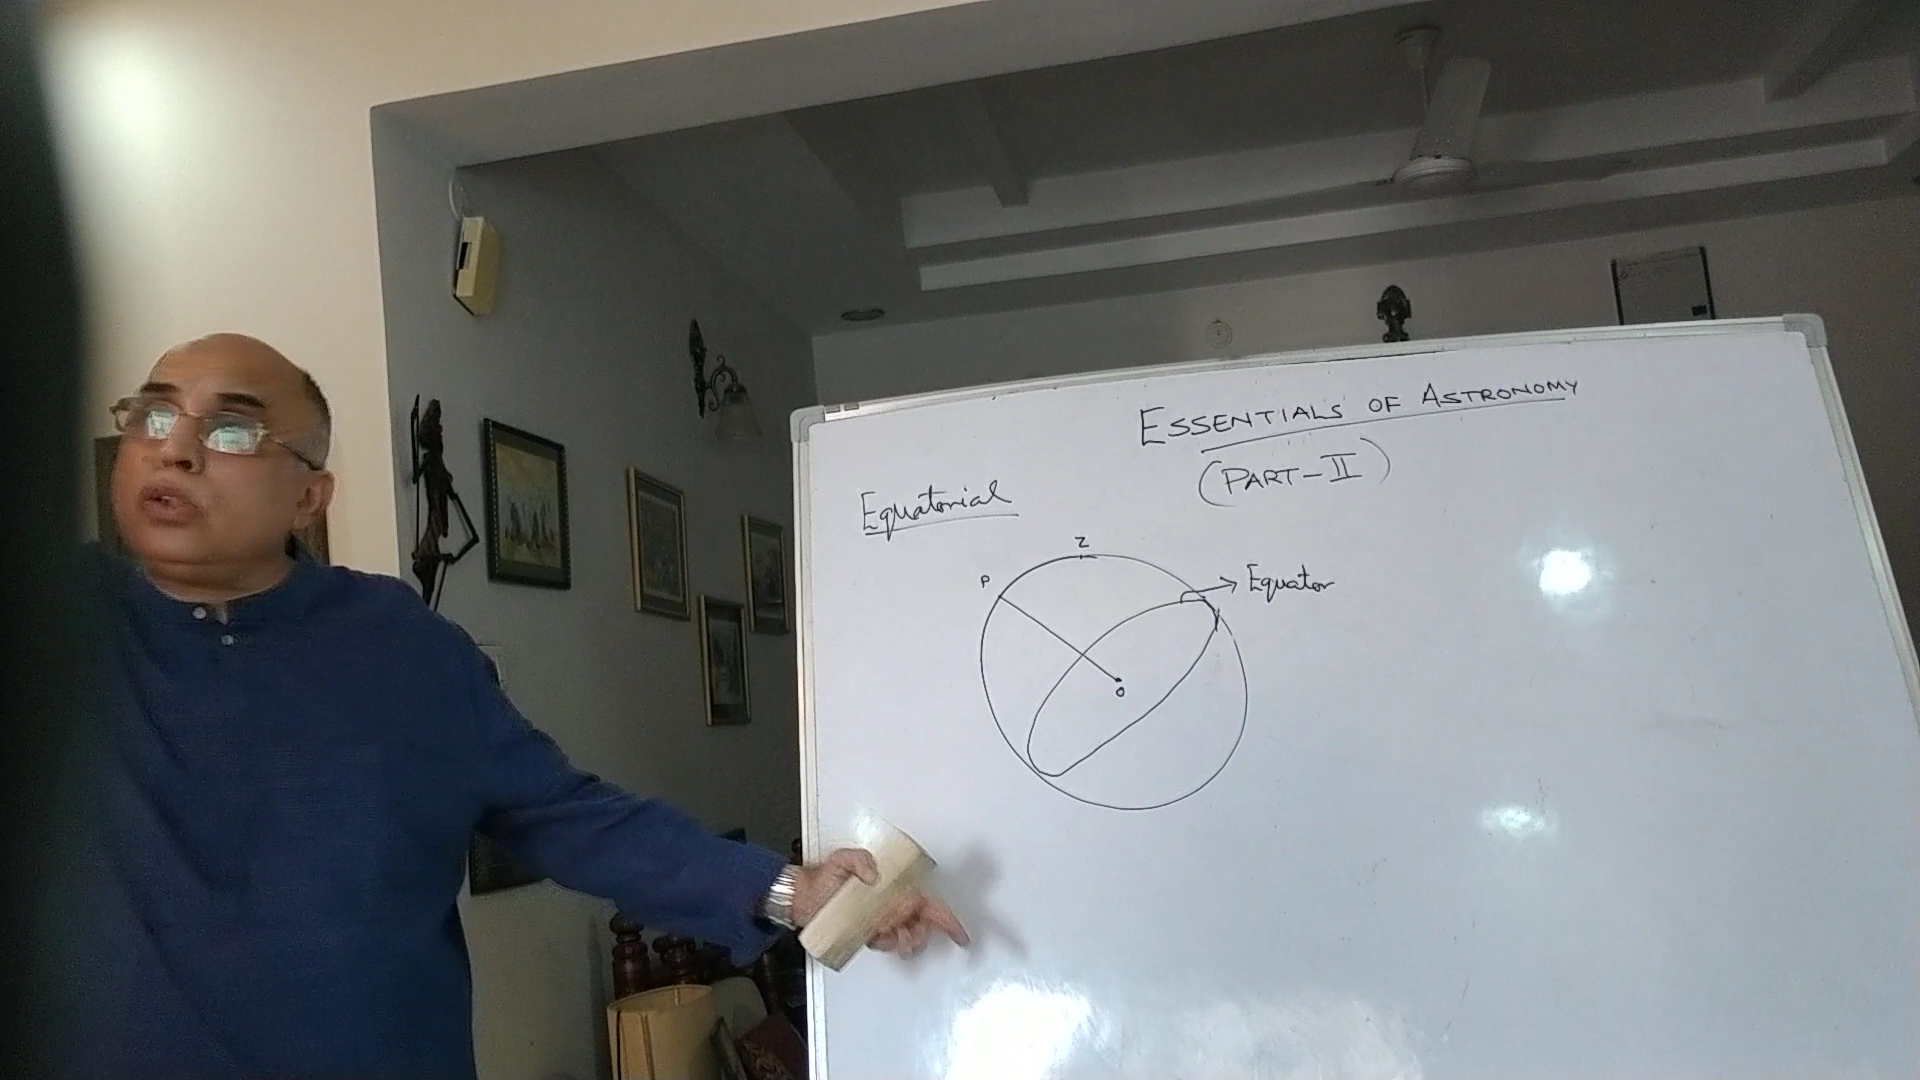 ESSENTIALS OF ASTRONOMY
(PART-II)
Equatorial
Z
P
Equator
O